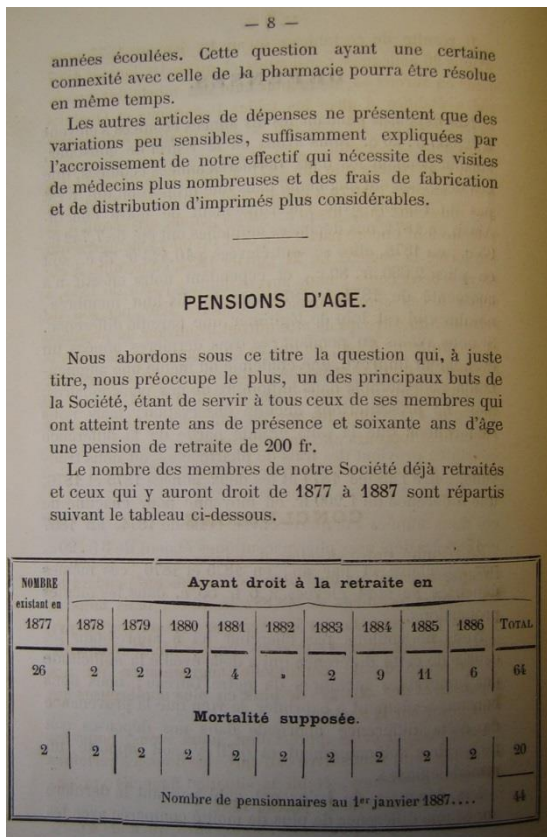 — 8 —
années écoulées. Cette question ayant une certaine
connexité avec celle de la pharmacie pourra être résolue
en même temps.
Les autres articles de dépenses ne présentent que des
variations peu sensibles, suffisamment expliquées par
l'accroissement de notre effectif qui nécessite des visites
de médecins plus nombreuses et des frais de fabrication
et de distribution d'imprimés plus considérables.
PENSIONS D'AGE.
Nous abordons sous ce titre la question qui, à juste
titre, nous préoccupe le plus, un des principaux buts de
la Société, étant de servir à tous ceux de ses membres qui
ont atteint trente ans de présence et soixante ans d'âge
une pension de retraite de 200 fr.
Le nombre des membres de notre Société déjà retraités
et ceux qui y auront droit de 1877 à 1887 sont répartis
suivant le tableau ci-dessous.
NOMBRE
existant en
1877
Ayant droit à la retraite en
1878 1879 1880 1881 1882 1883 1884 1885 1886 TOTAL
26 2 2 2 4 » 2 9 11 6 64
Mortalité supposée.
2 2 2 2 2 2 2 2 2 2 20
Nombre de pensionnaires au 1er janvier 1887.... 44